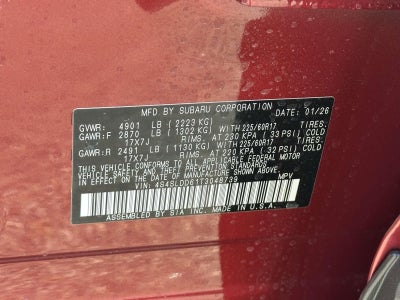 MFD BY SUBARU CORPORATION DATE: 01/26
GVWR: 4901 LB (2223 KG)
GAWR:F 2870 LB (1302 KG) WITH 225/60R17 TIRES.
17X7J RIMS, AT 230 KPA (33 PSI) COLD
GAWR:R 2491 LB (1130 KG) WITH 225/60R17 TIRES.
17X7J RIMS, AT 220 KPA (32 PSI) COLD
THIS VEHICLE CONFORMS TO ALL APPLICABLE FEDERAL MOTOR
VEHICLE SAFETY AND THEFT PREVENTION STANDARDS IN
EFFECT ON THE DATE OF MANUFACTURE SHOWN ABOVE.
VIN: 4S4SLDD61T3048739 MPV
ASSEMBLED BY SIA INC. MADE IN U.S.A.